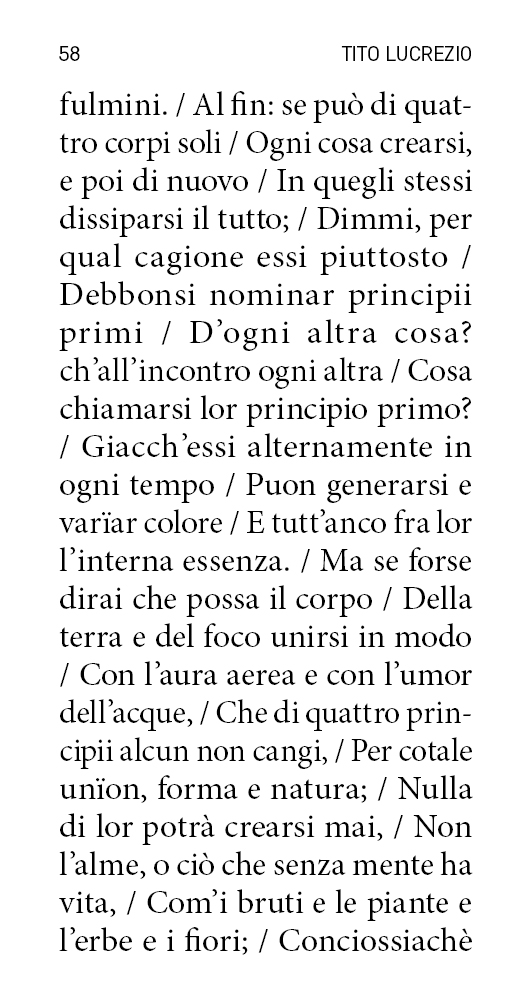 58 TITO LUCREZIO
fulmini. / Al fin: se può di quat-
tro corpi soli / Ogni cosa crearsi,
e poi di nuovo / In quegli stessi
dissiparsi il tutto; / Dimmi, per
qual cagione essi piuttosto /
Debbonsi nominar principii
primi / D’ogni altra cosa?
ch’all’incontro ogni altra / Cosa
chiamarsi lor principio primo?
/ Giacch’essi alternamente in
ogni tempo / Puon generarsi e
varïar colore / E tutt’anco fra lor
l’interna essenza. / Ma se forse
dirai che possa il corpo / Della
terra e del foco unirsi in modo
/ Con l’aura aerea e con l’umor
dell’acque, / Che di quattro prin-
cipii alcun non cangi, / Per cotale
unïon, forma e natura; / Nulla
di lor potrà crearsi mai, / Non
l’alme, o ciò che senza mente ha
vita, / Com’i bruti e le piante e
l’erbe e i fiori; / Conciossiachè